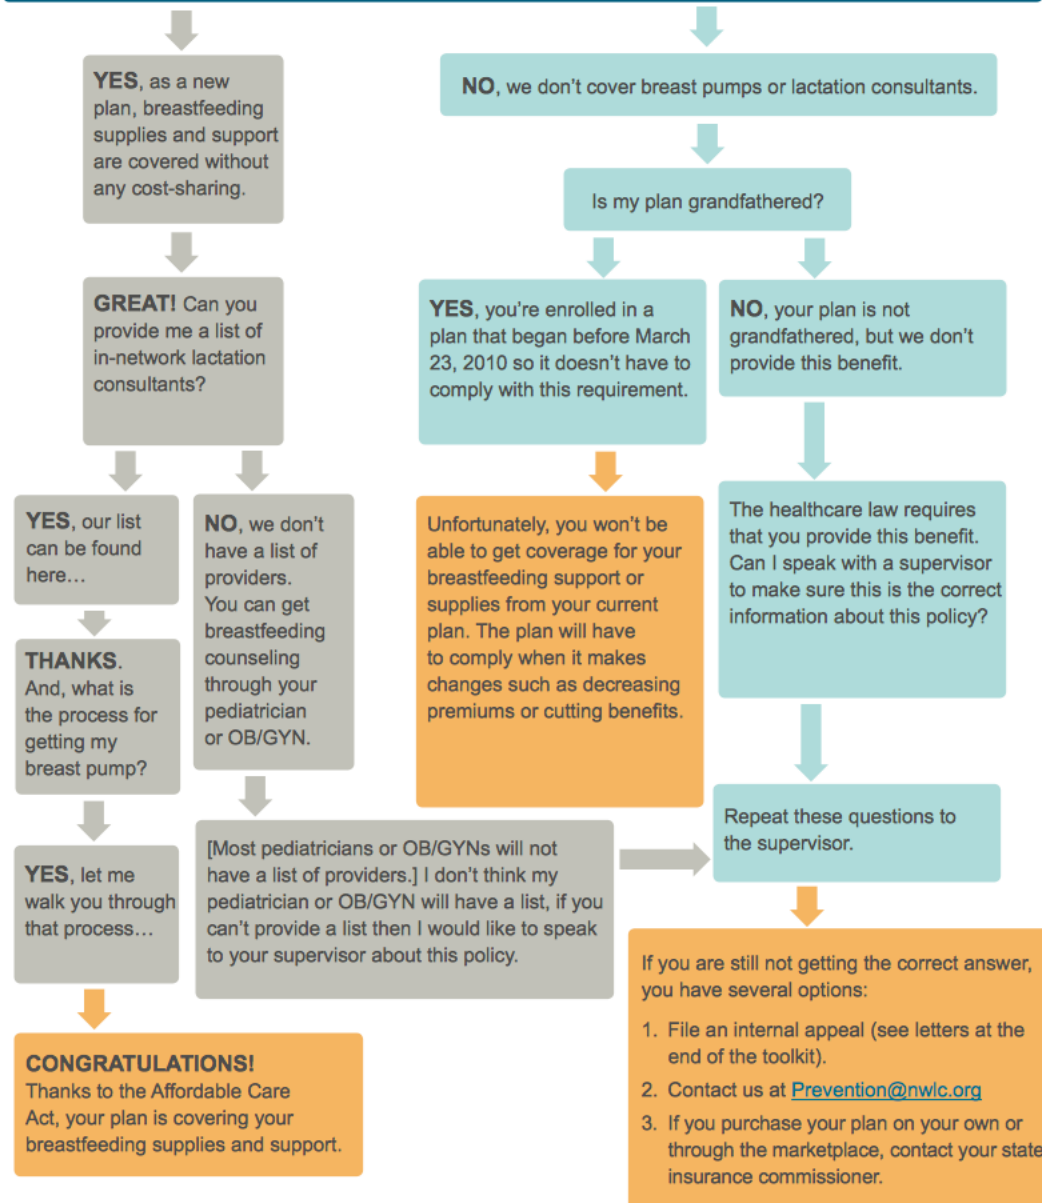 YES, as a new
plan, breastfeeding
supplies and support
are covered without
any cost-sharing.
GREAT! Can you
provide me a list of
in-network lactation
consultants?
YES, our list
can be found
here…
THANKS.
And, what is
the process for
getting my
breast pump?
YES, let me
walk you through
that process…
CONGRATULATIONS!
Thanks to the Affordable Care
Act, your plan is covering your
breastfeeding supplies and support.
NO, we don't
have a list of
providers.
You can get
breastfeeding
counseling
through your
pediatrician
or OB/GYN.
[Most pediatricians or OB/GYNs will not
have a list of providers.] I don't think my
pediatrician or OB/GYN will have a list, if you
can't provide a list then I would like to speak
to your supervisor about this policy.
NO, we don't cover breast pumps or lactation consultants.
Is my plan grandfathered?
YES, you're enrolled in a
plan that began before March
23, 2010 so it doesn't have to
comply with this requirement.
Unfortunately, you won't be
able to get coverage for your
breastfeeding support or
supplies from your current
plan. The plan will have
to comply when it makes
changes such as decreasing
premiums or cutting benefits.
NO, your plan is not
grandfathered, but we don't
provide this benefit.
The healthcare law requires
that you provide this benefit.
Can I speak with a supervisor
to make sure this is the correct
information about this policy?
Repeat these questions to
the supervisor.
If you are still not getting the correct answer,
you have several options:
1. File an internal appeal (see letters at the
end of the toolkit).
2. Contact us at Prevention@nwlc.org
3. If you purchase your plan on your own or
through the marketplace, contact your state
insurance commissioner.